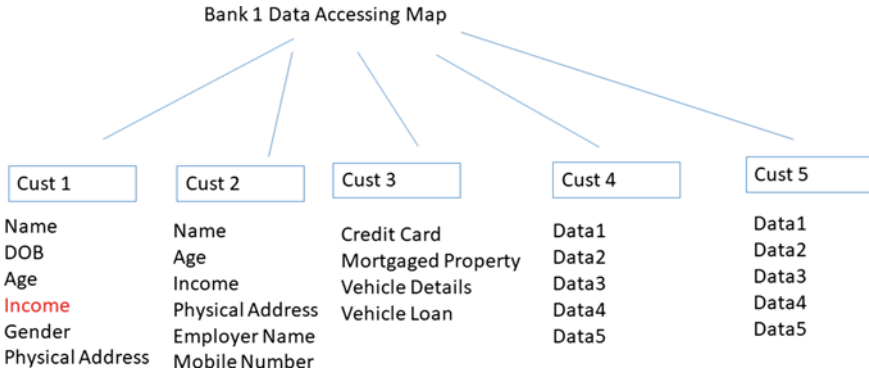 Bank 1 Data Accessing Map
Cust 1
Name
DOB
Age
Income
Gender
Physical Address
Cust 2
Name
Age
Income
Physical Address
Employer Name
Mobile Number
Cust 3
Credit Card
Mortgaged Property
Vehicle Details
Vehicle Loan
Cust 4
Data1
Data2
Data3
Data4
Data5
Cust 5
Data1
Data2
Data3
Data4
Data5